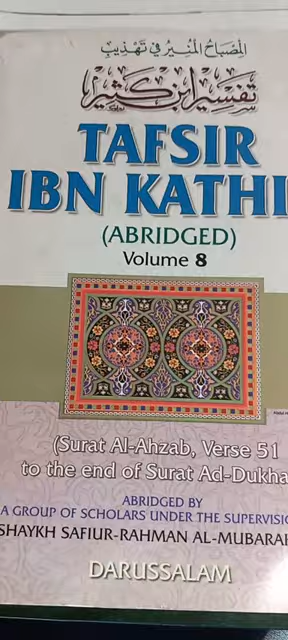 المصباح المنير في تهذيب
تفسير ابن كثير
TAFSIR
IBN KATHI
(ABRIDGED)
Volume 8
(Surat Al-Ahzab, Verse 51
to the end of Surat Ad-Dukha
ABRIDGED BY
A GROUP OF SCHOLARS UNDER THE SUPERVISIO
SHAYKH SAFIUR-RAHMAN AL-MUBARA
DARUSSALAM